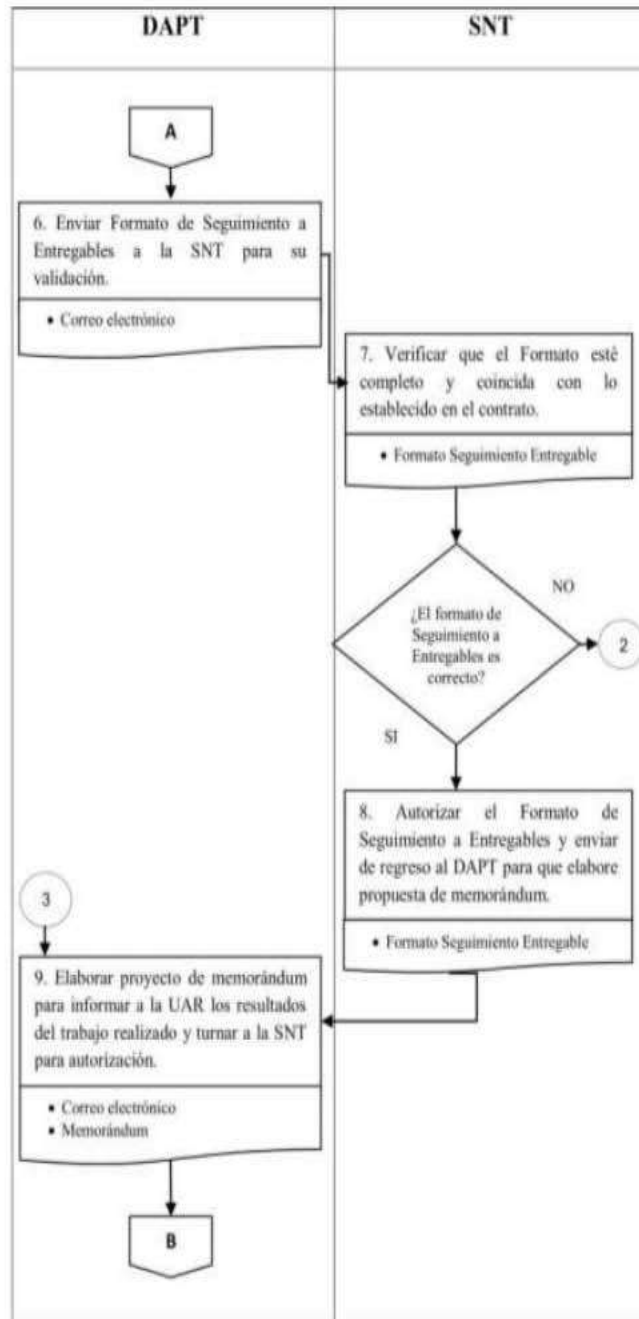 DAPT
SNT
A
6. Enviar Formato de Seguimiento a
Entregables a la SNT para su
validación.
• Correo electrónico
7. Verificar que el Formato esté
completo y coincida con lo
establecido en el contrato.
• Formato Seguimiento Entregable
¿El formato de
Seguimiento a
Entregables es
correcto?
NO
2
SI
8. Autorizar el Formato de
Seguimiento a Entregables y enviar
de regreso al DAPT para que elabore
propuesta de memorándum.
• Formato Seguimiento Entregable
3
9. Elaborar proyecto de memorándum
para informar a la UAR los resultados
del trabajo realizado y turnar a la SNT
para autorización.
• Correo electrónico
• Memorándum
B